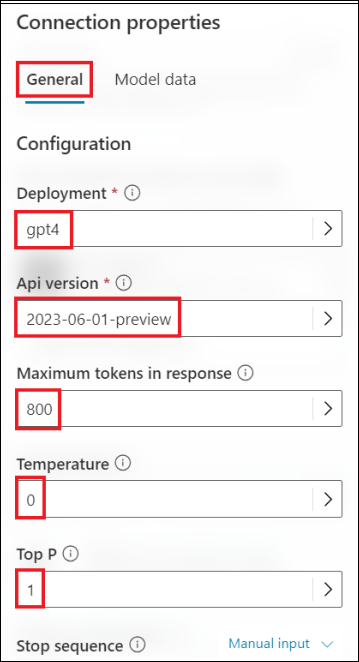 Connection properties
General Model data
Configuration
Deployment *
gpt4
Api version *
2023-06-01-preview
Maximum tokens in response
800
Temperature
0
Top P
1
Stop sequence Manual input